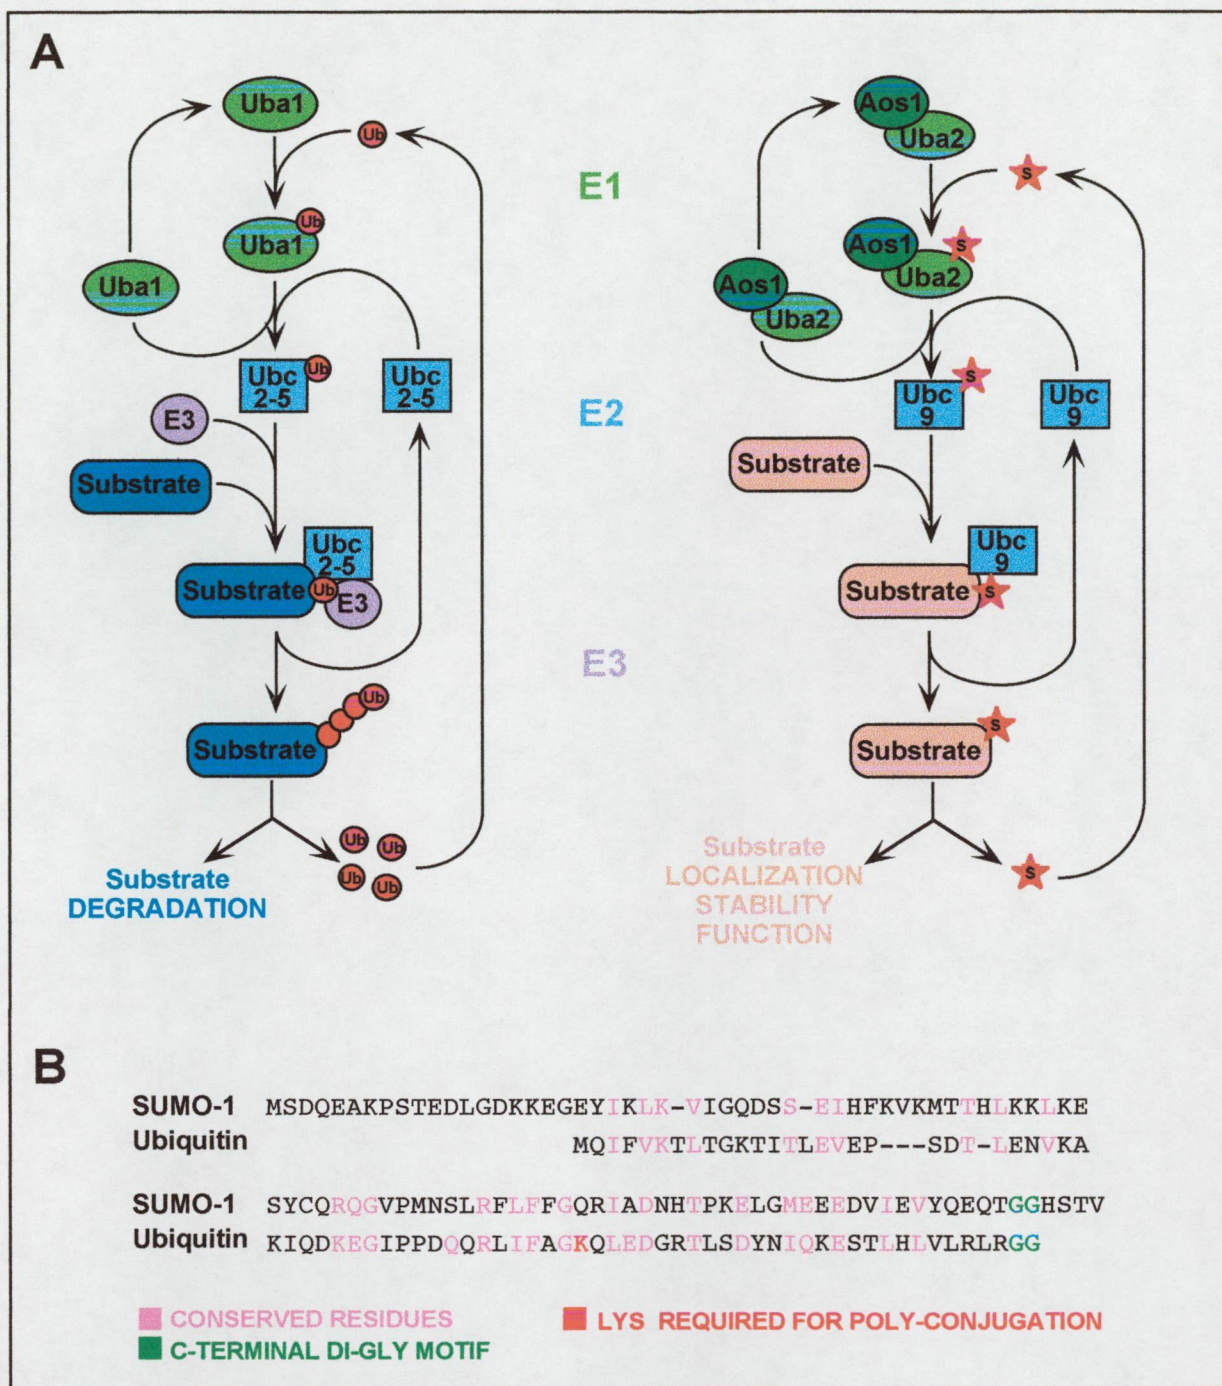 A
Uba1
Ub
Uba1
Ub
Uba1
Ubc
2-5
Ub
Ubc
2-5
E3
Substrate
Ubc
2-5
Substrate
Ub
E3
Substrate
Ub
Ub
Ub
Ub
Ub
Substrate
DEGRADATION
E1
E2
E3
Aos1
Uba2
S
Aos1
Uba2
S
Aos1
Uba2
Ubc
9
S
Ubc
9
Substrate
Ubc
9
Substrate
S
Substrate
S
S
Substrate
LOCALIZATION
STABILITY
FUNCTION
B
SUMO-1 MSDQEAKPSTEDLGDKKEGEYIKLK-VIGQDSS-EIHFKVKMTTHLKKLKE
Ubiquitin MQIFVKTLTGKTITLEVEP---SDT-LENVKA
SUMO-1 SYCQRQGVPMNSLRFLFFGQRIADNHTPKELGMEEEDVIEVYQEQTGGHSTV
Ubiquitin KIQDKEGIPPDQQRLIFAGKQLEDGRTLSDYNIQKESTLHLVLRLRGG
CONSERVED RESIDUES
LYS REQUIRED FOR POLY-CONJUGATION
C-TERMINAL DI-GLY MOTIF